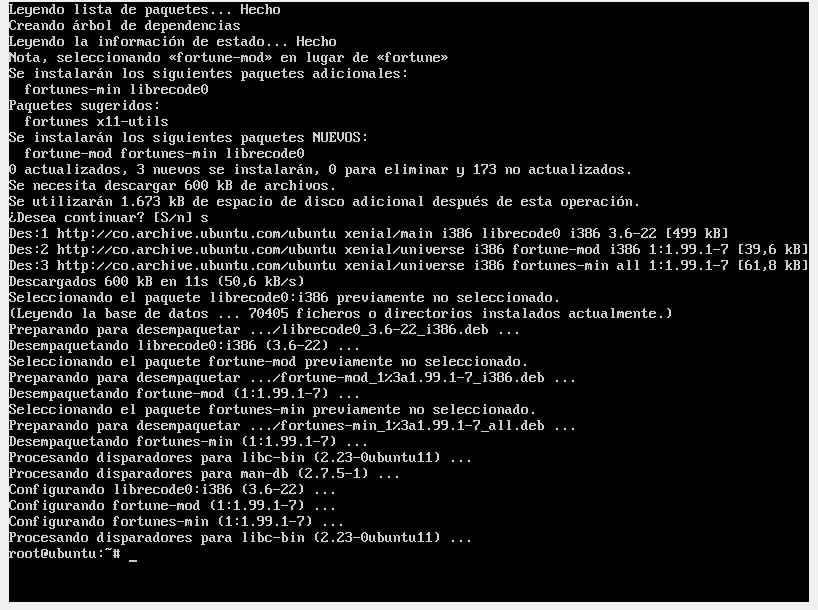 Leyendo lista de paquetes... Hecho
Creando árbol de dependencias
Leyendo la información de estado... Hecho
Nota, seleccionando «fortune-mod» en lugar de «fortune»
Se instalarán los siguientes paquetes adicionales:
  fortunes-min librecode0
Paquetes sugeridos:
  fortunes x11-utils
Se instalarán los siguientes paquetes NUEVOS:
  fortune-mod fortunes-min librecode0
0 actualizados, 3 nuevos se instalarán, 0 para eliminar y 173 no actualizados.
Se necesita descargar 600 kB de archivos.
Se utilizarán 1.673 kB de espacio de disco adicional después de esta operación.
¿Desea continuar? [S/n] s
Des:1 http://co.archive.ubuntu.com/ubuntu xenial/main i386 librecode0 i386 3.6-22 [499 kB]
Des:2 http://co.archive.ubuntu.com/ubuntu xenial/universe i386 fortune-mod i386 1:1.99.1-7 [39,6 kB]
Des:3 http://co.archive.ubuntu.com/ubuntu xenial/universe i386 fortunes-min all 1:1.99.1-7 [61,8 kB]
Descargados 600 kB en 11s (50,6 kB/s)
Seleccionando el paquete librecode0:i386 previamente no seleccionado.
(Leyendo la base de datos ... 70405 ficheros o directorios instalados actualmente.)
Preparando para desempaquetar .../librecode0_3.6-22_i386.deb ...
Desempaquetando librecode0:i386 (3.6-22) ...
Seleccionando el paquete fortune-mod previamente no seleccionado.
Preparando para desempaquetar .../fortune-mod_1%3a1.99.1-7_i386.deb ...
Desempaquetando fortune-mod (1:1.99.1-7) ...
Seleccionando el paquete fortunes-min previamente no seleccionado.
Preparando para desempaquetar .../fortunes-min_1%3a1.99.1-7_all.deb ...
Desempaquetando fortunes-min (1:1.99.1-7) ...
Procesando disparadores para libc-bin (2.23-0ubuntu11) ...
Procesando disparadores para man-db (2.7.5-1) ...
Configurando librecode0:i386 (3.6-22) ...
Configurando fortune-mod (1:1.99.1-7) ...
Configurando fortunes-min (1:1.99.1-7) ...
Procesando disparadores para libc-bin (2.23-0ubuntu11) ...
root@ubuntu:~# _